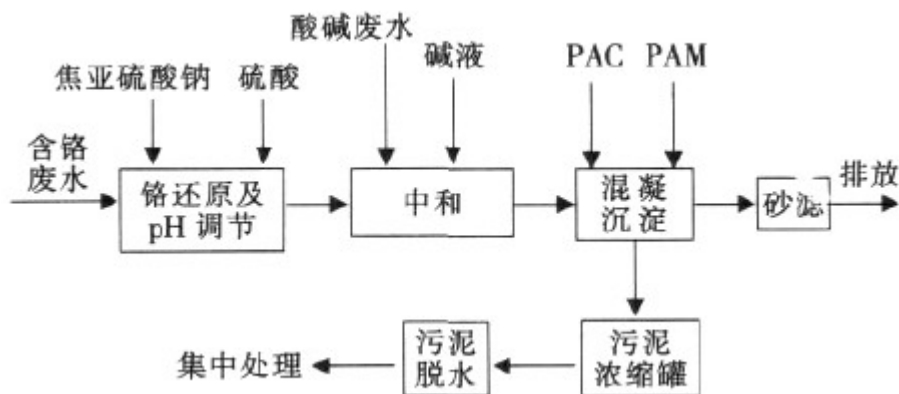 酸碱废水
碱液
PAC PAM
焦亚硫酸钠 硫酸
含铬
废水
铬还原及
pH 调节
中和
混凝
沉淀
砂滤
排放
集中处理
污泥
脱水
污泥
浓缩罐